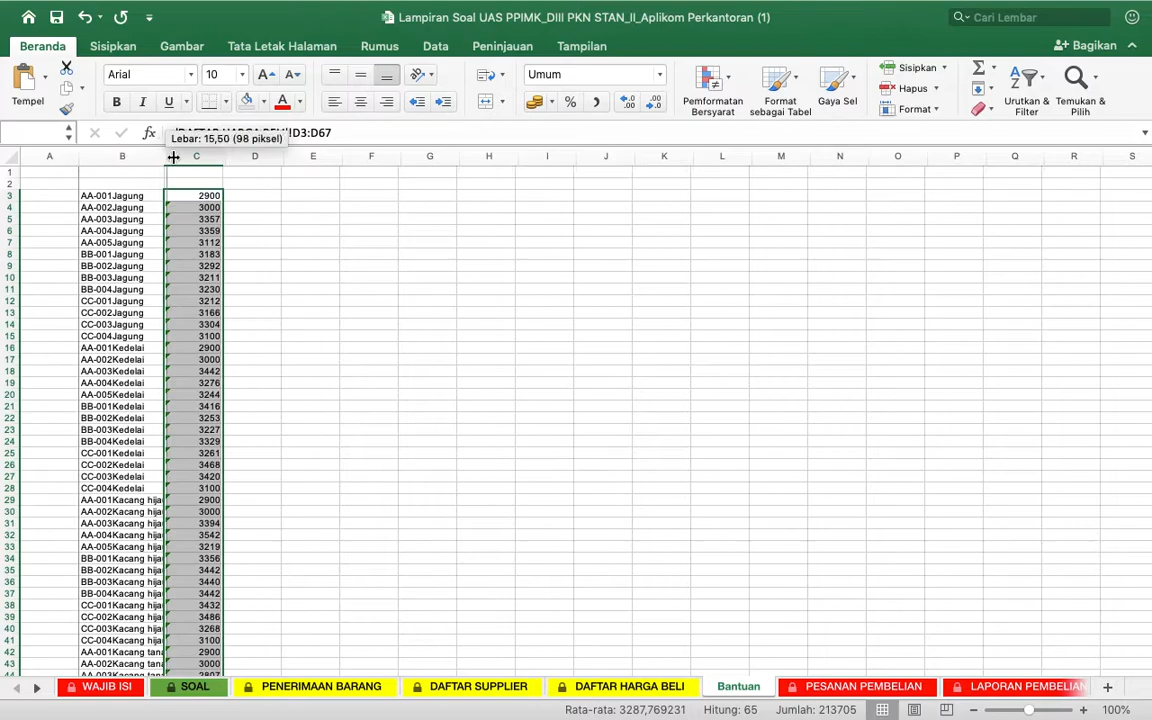 Lampiran Soal UAS PPIMK_DIII PKN STAN_II_Aplikom Perkantoran (1)
Cari Lembar
Beranda Sisipkan Gambar Tata Letak Halaman Rumus Data Peninjauan Tampilan Bagikan
Tempel Arial 10 Umum Pemformatan Bersyarat Format sebagai Tabel Gaya Sel Sisipkan Hapus Format Urutkan & Filter Temukan & Pilih
Lebar: 15,50 (98 piksel)
A B C D E F G H I J K L M N O P Q R S
1
2
3 AA-001Jagung 2900
4 AA-002Jagung 3000
5 AA-003Jagung 3357
6 AA-004Jagung 3359
7 AA-005Jagung 3112
8 BB-001Jagung 3183
9 BB-002Jagung 3292
10 BB-003Jagung 3211
11 BB-004Jagung 3230
12 CC-001Jagung 3212
13 CC-002Jagung 3166
14 CC-003Jagung 3304
15 CC-004Jagung 3100
16 AA-001Kedelai 2900
17 AA-002Kedelai 3000
18 AA-003Kedelai 3442
19 AA-004Kedelai 3276
20 AA-005Kedelai 3244
21 BB-001Kedelai 3416
22 BB-002Kedelai 3253
23 BB-003Kedelai 3227
24 BB-004Kedelai 3329
25 CC-001Kedelai 3261
26 CC-002Kedelai 3468
27 CC-003Kedelai 3420
28 CC-004Kedelai 3100
29 AA-001Kacang hija 2900
30 AA-002Kacang hija 3000
31 AA-003Kacang hija 3394
32 AA-004Kacang hija 3542
33 AA-005Kacang hija 3219
34 BB-001Kacang hija 3356
35 BB-002Kacang hija 3442
36 BB-003Kacang hija 3440
37 BB-004Kacang hija 3442
38 CC-001Kacang hija 3432
39 CC-002Kacang hija 3486
40 CC-003Kacang hija 3268
41 CC-004Kacang hija 3100
42 AA-001Kacang tana 2900
43 AA-002Kacang tana 3000
WAJIB ISI SOAL PENERIMAAN BARANG DAFTAR SUPPLIER DAFTAR HARGA BELI Bantuan PESANAN PEMBELIAN LAPORAN PEMBELIAN
Rata-rata: 3287,769231 Hitung: 65 Jumlah: 213705 100%